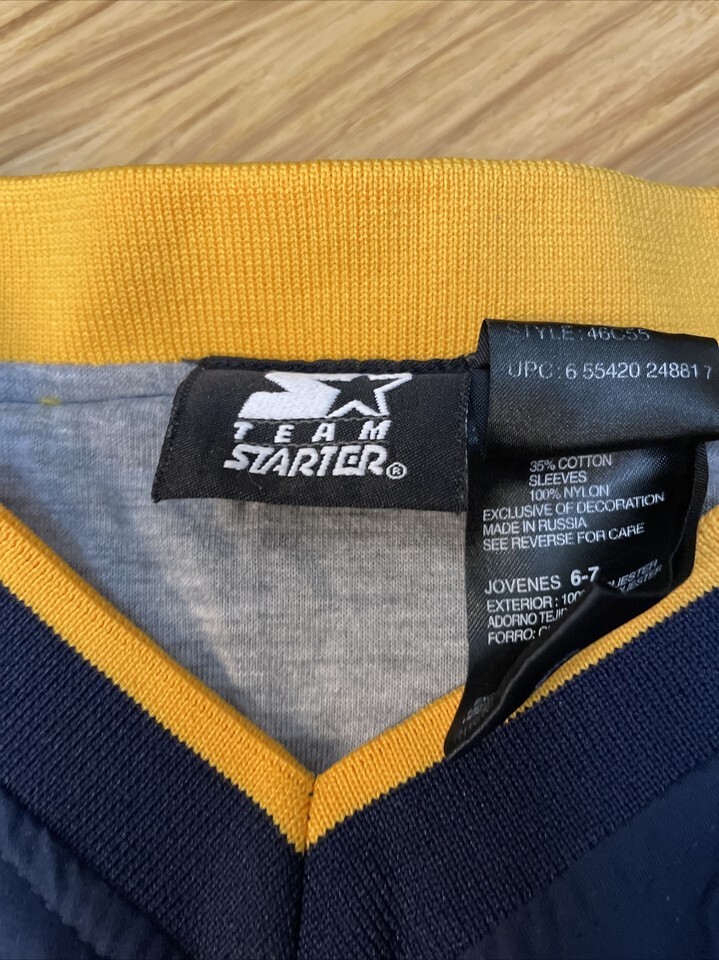 TEAM
STARTER®
STYLE: 46C55
UPC: 6 55420 24881 7
35% COTTON
SLEEVES
100% NYLON
EXCLUSIVE OF DECORATION
MADE IN RUSSIA
SEE REVERSE FOR CARE
JOVENES 6-7
EXTERIOR: 100%
ADORNO
FORRO: